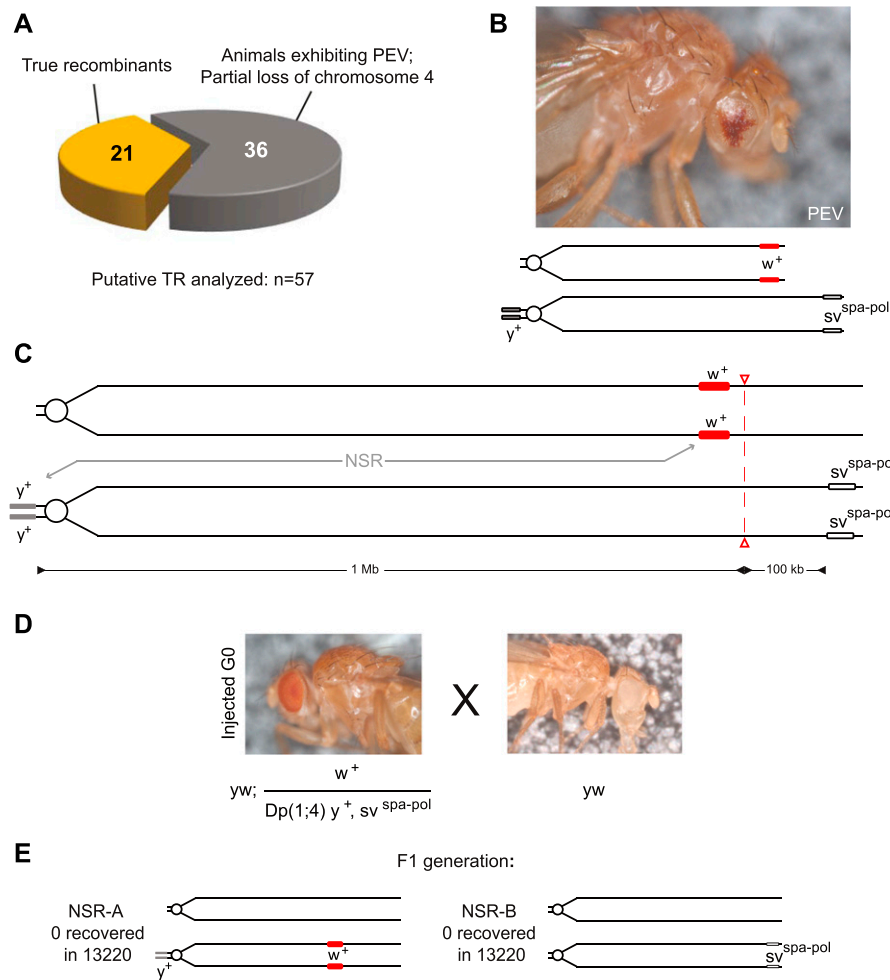 A
True recombinants
Animals exhibiting PEV;
Partial loss of chromosome 4
21
36
Putative TR analyzed: n=57
B
PEV
w+
y+
sv spa-pol
C
w+
w+
NSR
y+
sv spa-po
y+
sv spa-po
1 Mb
100 kb
D
Injected G0
X
w+
yw;
Dp(1;4) y+, sv spa-pol
yw
E
F1 generation:
NSR-A
0 recovered
in 13220
w+
y+
NSR-B
0 recovered
in 13220
sv spa-pol